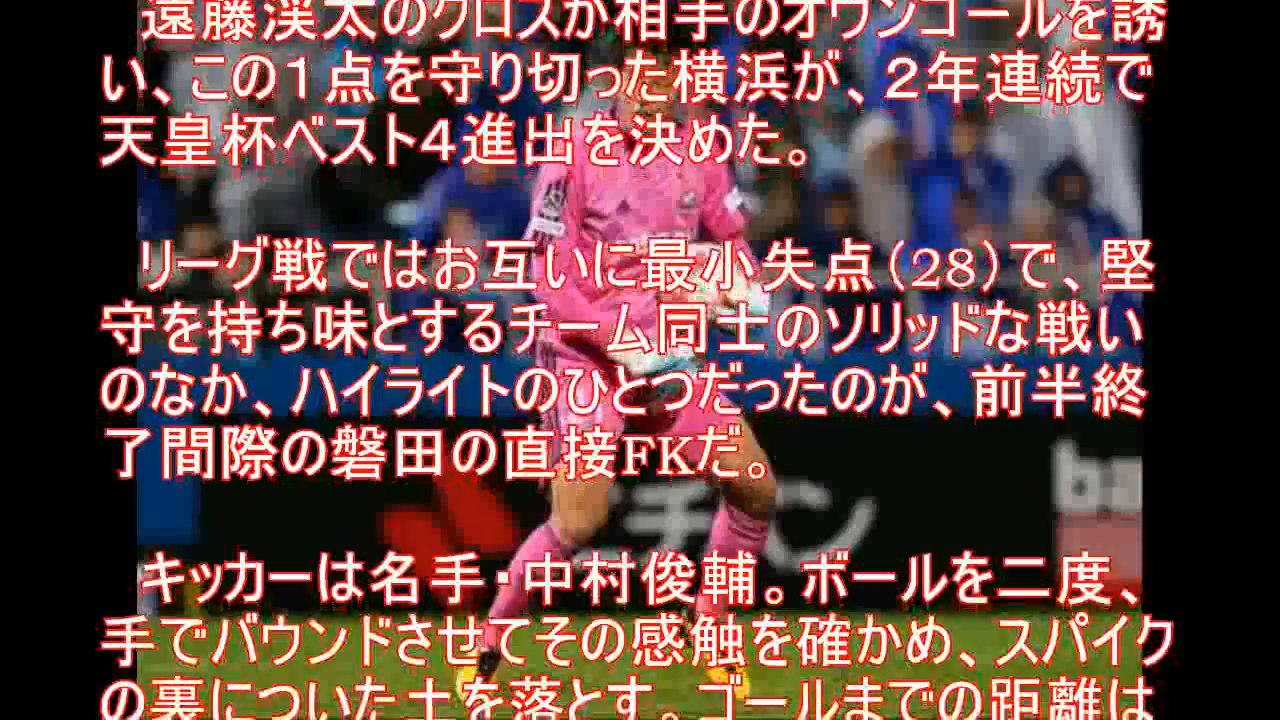 遠藤渓太のクロスが相手のオウンゴールを誘
い、この１点を守り切った横浜が、２年連続で
天皇杯ベスト４進出を決めた。
リーグ戦ではお互いに最小失点（28）で、堅
守を持ち味とするチーム同士のソリッドな戦い
のなか、ハイライトのひとつだったのが、前半終
了間際の磐田の直接FKだ。
キッカーは名手・中村俊輔。ボールを二度、
手でバウンドさせてその感触を確かめ、スパイク
の裏についた土を落とす。ゴールまでの距離は